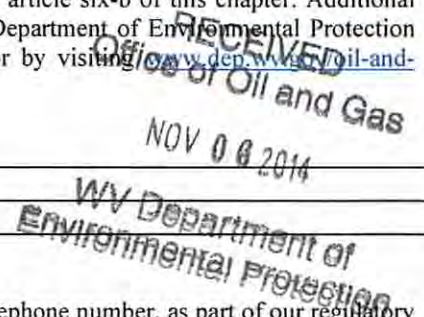 article six-b of this chapter. Additional
Department of Environmental Protection
or by visiting www.dep.wv.gov/oil-and-
RECEIVED
Office of Oil and Gas
NOV 06 2014
WV Department of
Environmental Protection
ephone number, as part of our regulatory